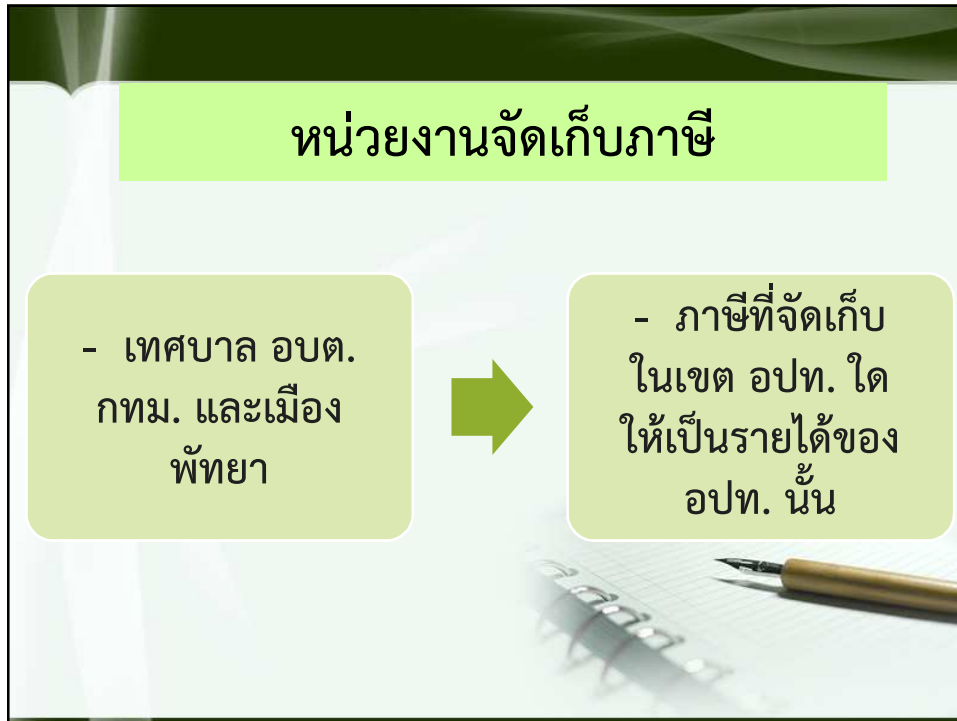 หน่วยงานจัดเก็บภาษี
- เทศบาล อบต.
กทม. และเมือง
พัทยา
- ภาษีที่จัดเก็บ
ในเขต อปท. ใด
ให้เป็นรายได้ของ
อปท. นั้น